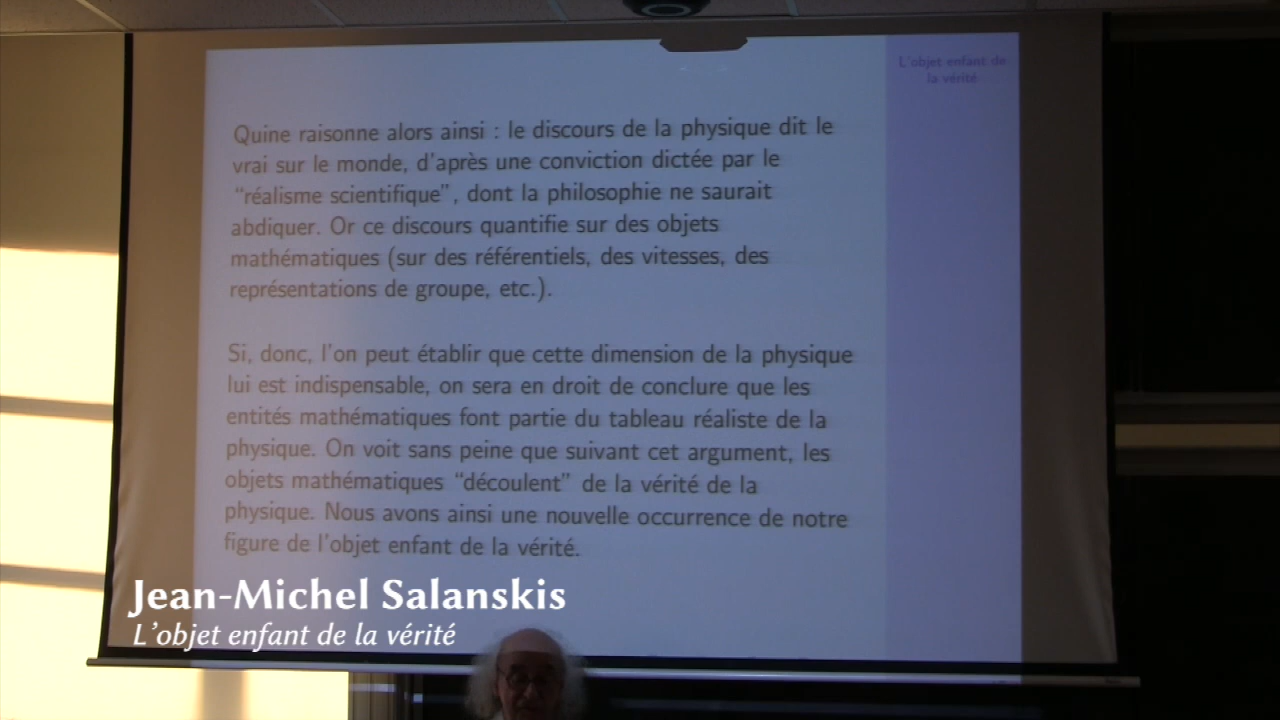 L'objet enfant de
la vérité
Quine raisonne alors ainsi : le discours de la physique dit le
vrai sur le monde, d'après une conviction dictée par le
“réalisme scientifique”, dont la philosophie ne saurait
abdiquer. Or ce discours quantifie sur des objets
mathématiques (sur des référentiels, des vitesses, des
représentations de groupe, etc.).
Si, donc, l'on peut établir que cette dimension de la physique
lui est indispensable, on sera en droit de conclure que les
entités mathématiques font partie du tableau réaliste de la
physique. On voit sans peine que suivant cet argument, les
objets mathématiques “découlent” de la vérité de la
physique. Nous avons ainsi une nouvelle occurrence de notre
figure de l'objet enfant de la vérité.
Jean-Michel Salanskis
L'objet enfant de la vérité